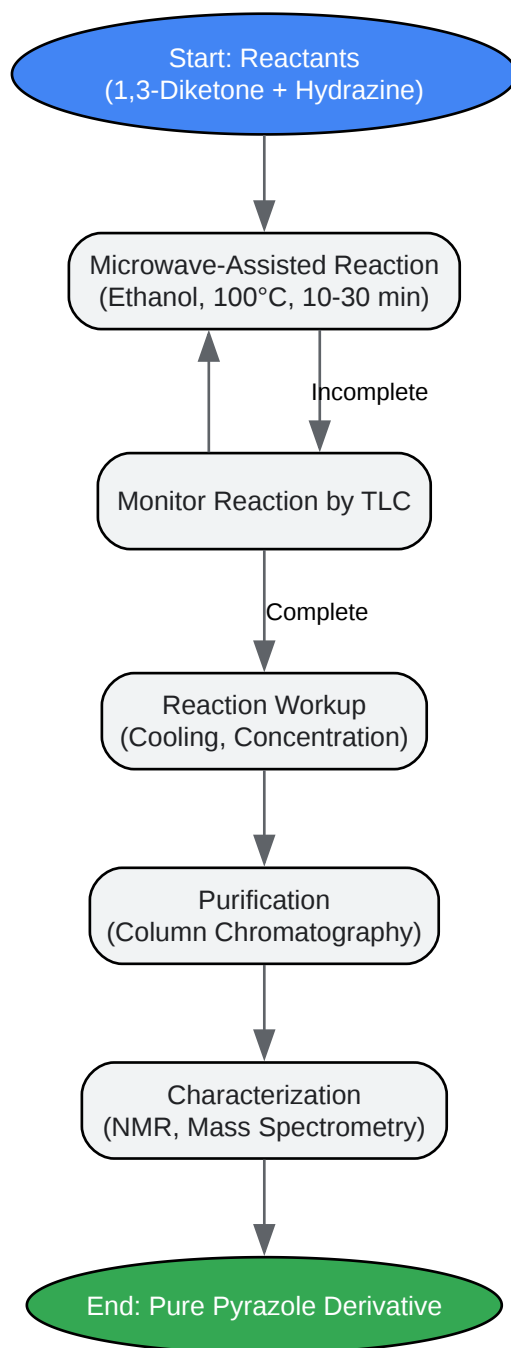 Start: Reactants
(1,3-Diketone + Hydrazine)
Microwave-Assisted Reaction
(Ethanol, 100°C, 10-30 min)
Incomplete
Monitor Reaction by TLC
Complete
Reaction Workup
(Cooling, Concentration)
Purification
(Column Chromatography)
Characterization
(NMR, Mass Spectrometry)
End: Pure Pyrazole Derivative